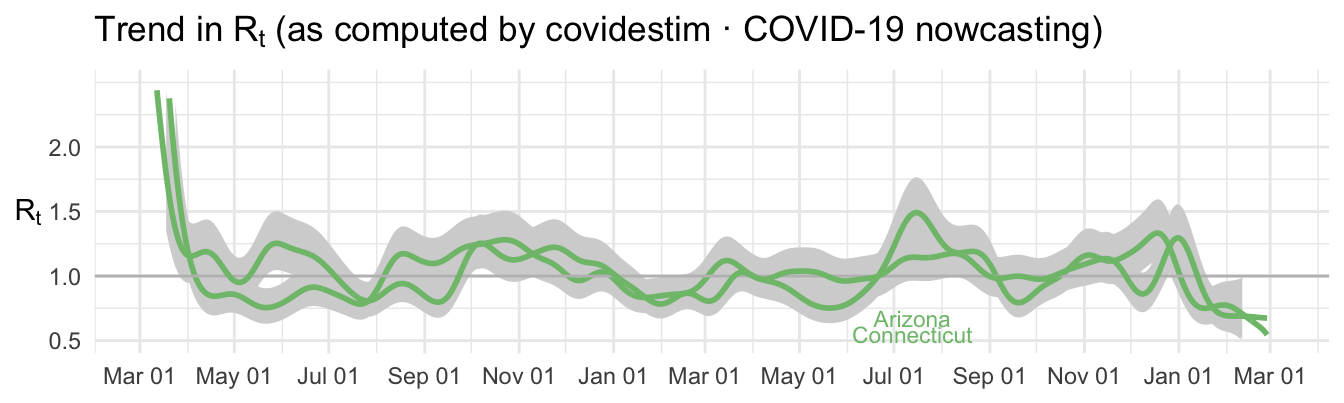 Trend in Rt (as computed by covidestim · COVID-19 nowcasting)
2.0
Rt 1.5
1.0
0.5
Arizona
Connecticut
Mar 01 May 01 Jul 01 Sep 01 Nov 01 Jan 01 Mar 01 May 01 Jul 01 Sep 01 Nov 01 Jan 01 Mar 01